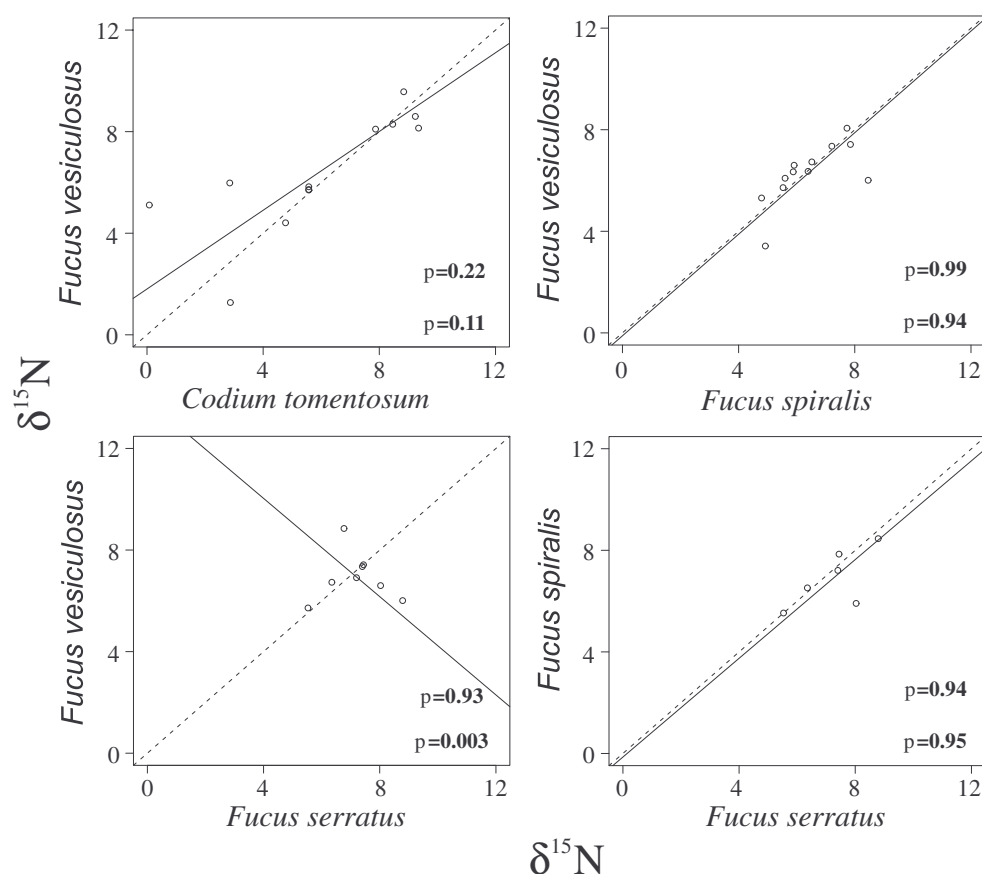 12
8
4
0
Fucus vesiculosus
p=0.22
p=0.11
0 4 8 12
Codium tomentosum
12
8
4
0
Fucus vesiculosus
p=0.99
p=0.94
0 4 8 12
Fucus spiralis
δ¹⁵N
12
8
4
0
Fucus vesiculosus
p=0.93
p=0.003
0 4 8 12
Fucus serratus
12
8
4
0
Fucus spiralis
p=0.94
p=0.95
0 4 8 12
Fucus serratus
δ¹⁵N